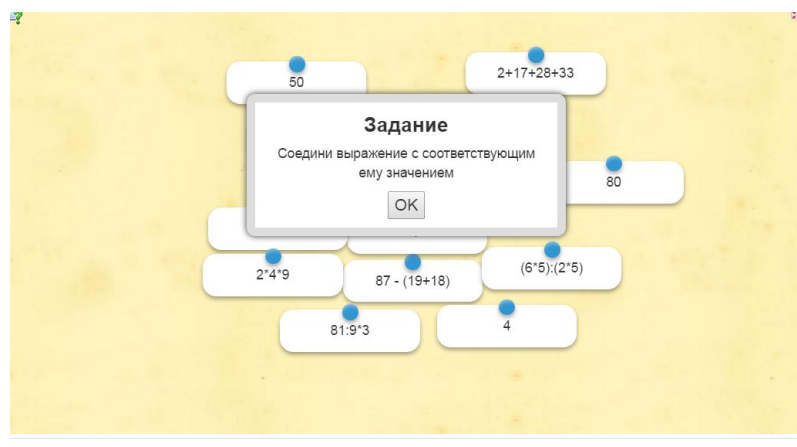 50
2+17+28+33
Задание
Соедини выражение с соответствующим
ему значением
OK
80
2*4*9
87 - (19+18)
(6*5):(2*5)
81:9*3
4